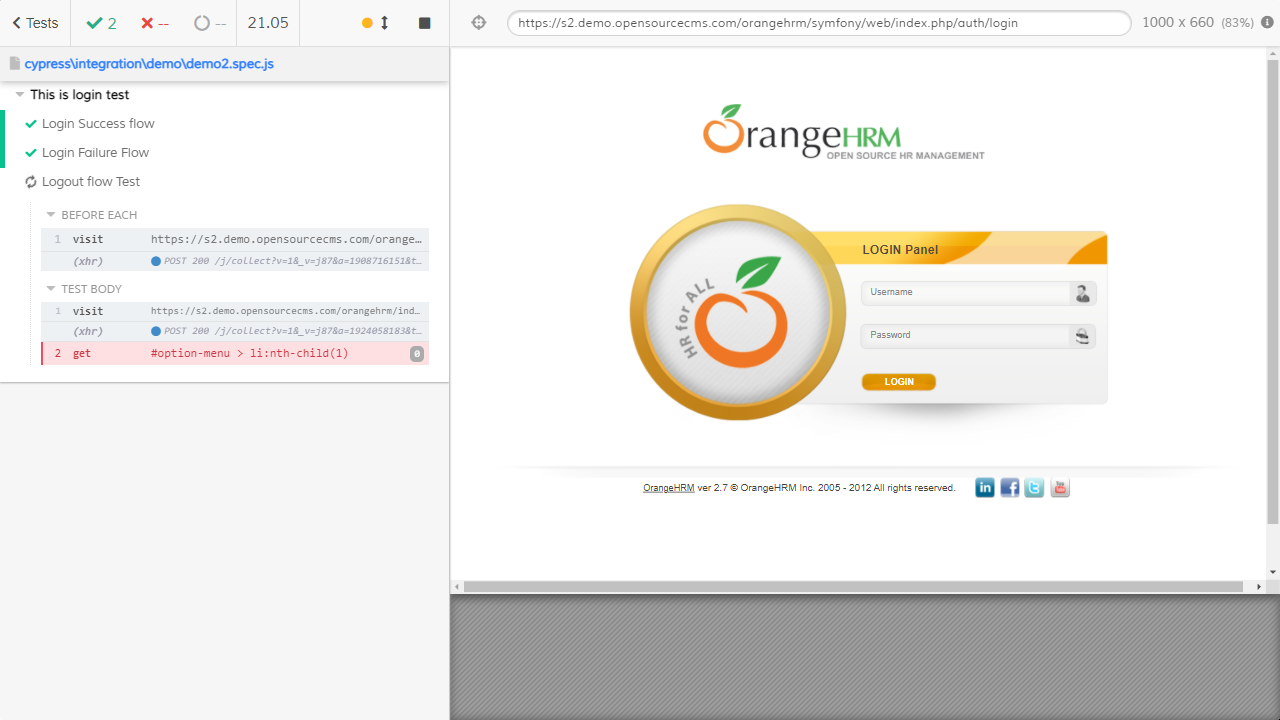 Tests
2
--
--
21.05
https://s2.demo.opensourcecms.com/orangehrm/symfony/web/index.php/auth/login
1000 x 660 (83%)
cypress\integration\demo\demo2.spec.js
This is login test
Login Success flow
Login Failure Flow
Logout flow Test
BEFORE EACH
1 visit https://s2.demo.opensourcecms.com/orange…
(xhr) POST 200 /j/collect?v=1&_v=j87&a=1908716151&t…
TEST BODY
1 visit https://s2.demo.opensourcecms.com/orangehrm/ind…
(xhr) POST 200 /j/collect?v=1&_v=j87&a=1924058183&t…
2 get #option-menu > li:nth-child(1) 0
OrangeHRM
OPEN SOURCE HR MANAGEMENT
HR for ALL
LOGIN Panel
Username
Password
LOGIN
OrangeHRM ver 2.7 © OrangeHRM Inc. 2005 - 2012 All rights reserved.
in
f
t
You